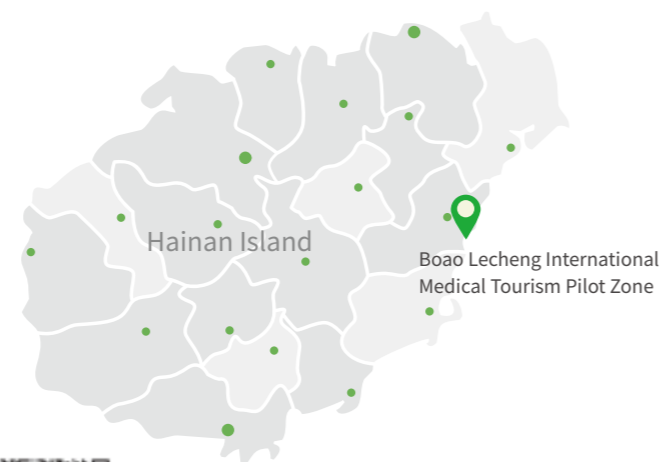 Hainan Island
Boao Lecheng International
Medical Tourism Pilot Zone